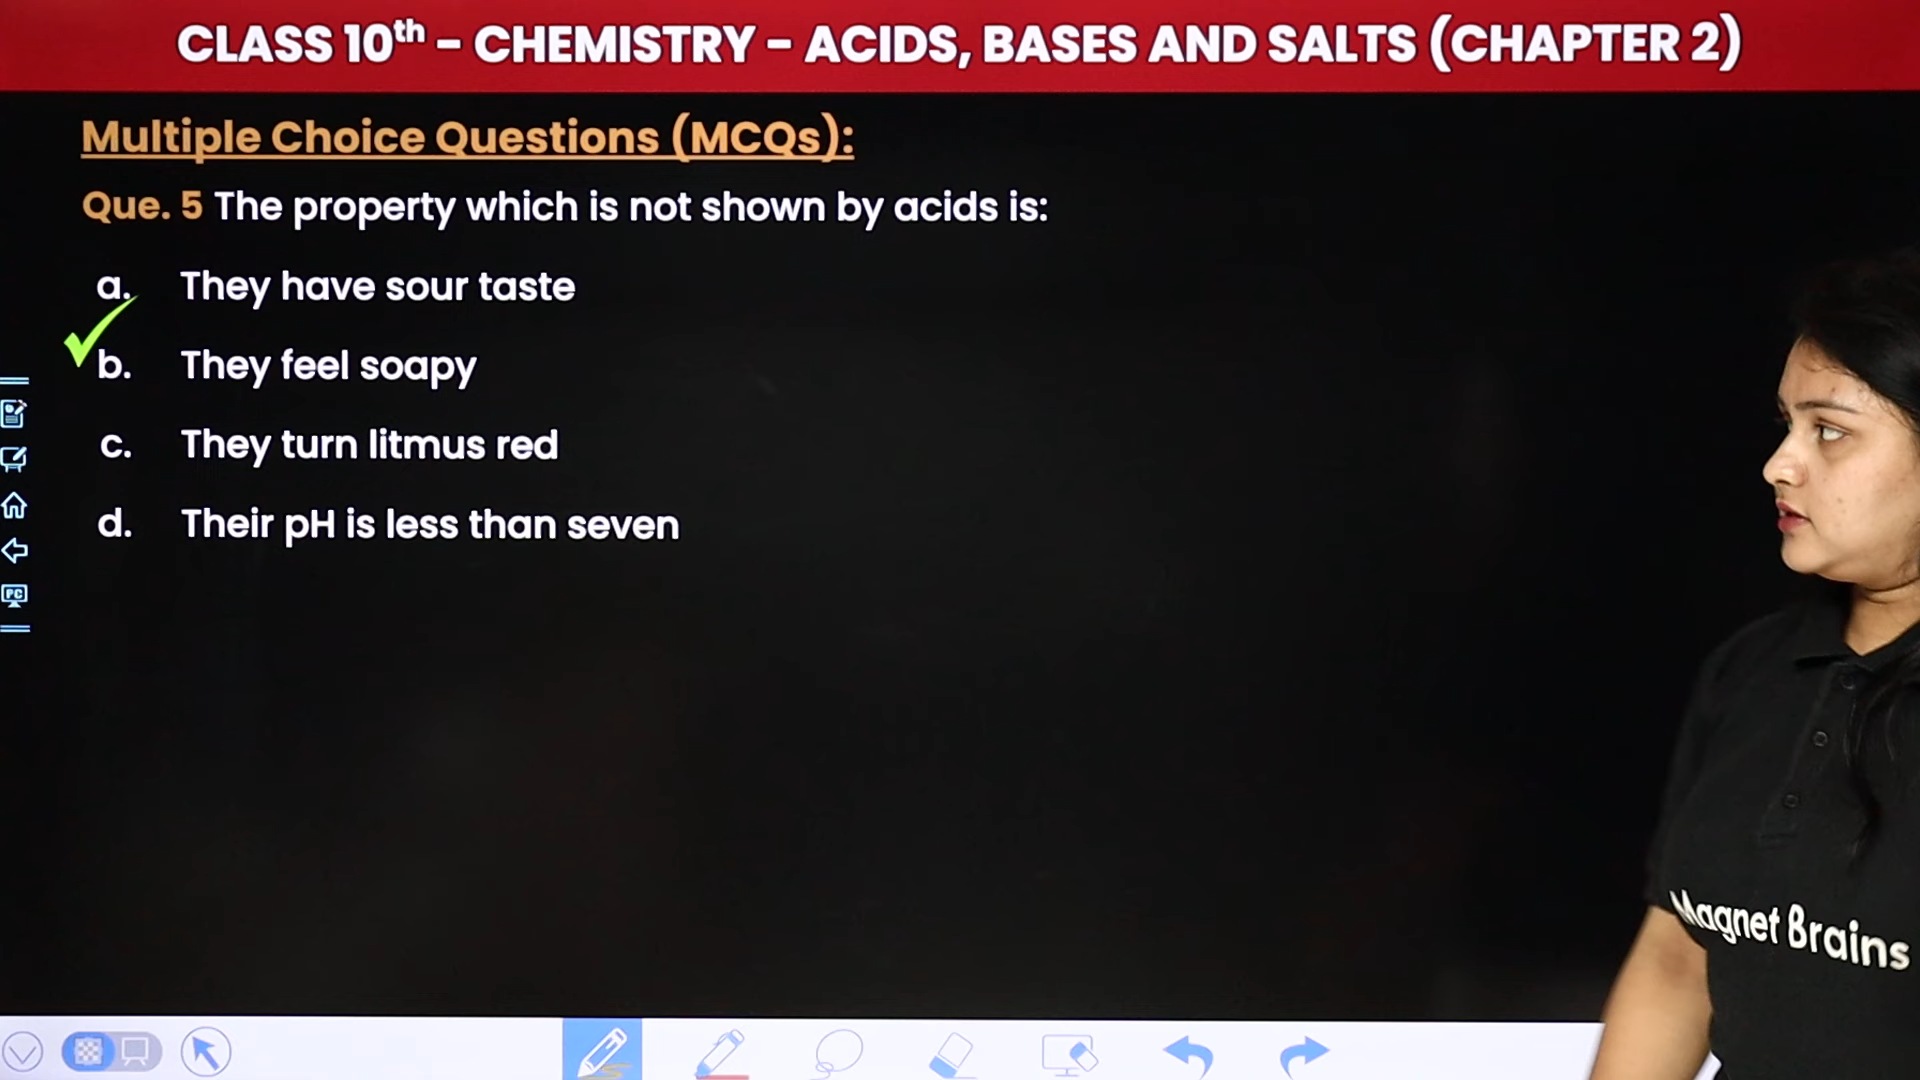 CLASS 10th - CHEMISTRY - ACIDS, BASES AND SALTS (CHAPTER 2)
Multiple Choice Questions (MCQs):
Que. 5 The property which is not shown by acids is:
a. They have sour taste
b. They feel soapy
c. They turn litmus red
d. Their pH is less than seven
PC
Magnet Brains